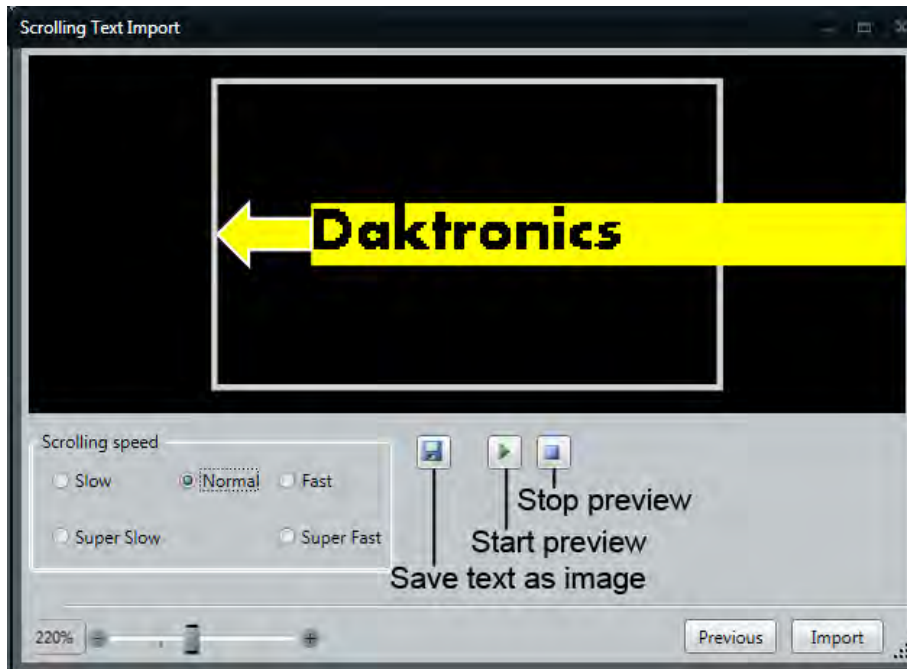 Scrolling Text Import
Daktronics
Scrolling speed
Slow Normal Fast
Super Slow Super Fast
Stop preview
Start preview
Save text as image
220%
Previous Import